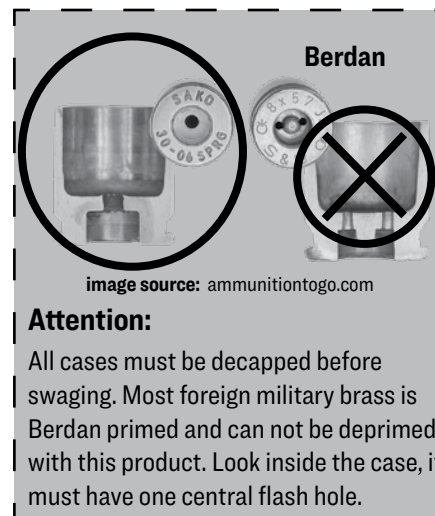 Berdan
SAKO
30-06 SPRG
8x57 J
S &
image source: ammunitiontogo.com
Attention:
All cases must be decapped before
swaging. Most foreign military brass is
Berdan primed and can not be deprimed
with this product. Look inside the case, i
must have one central flash hole.